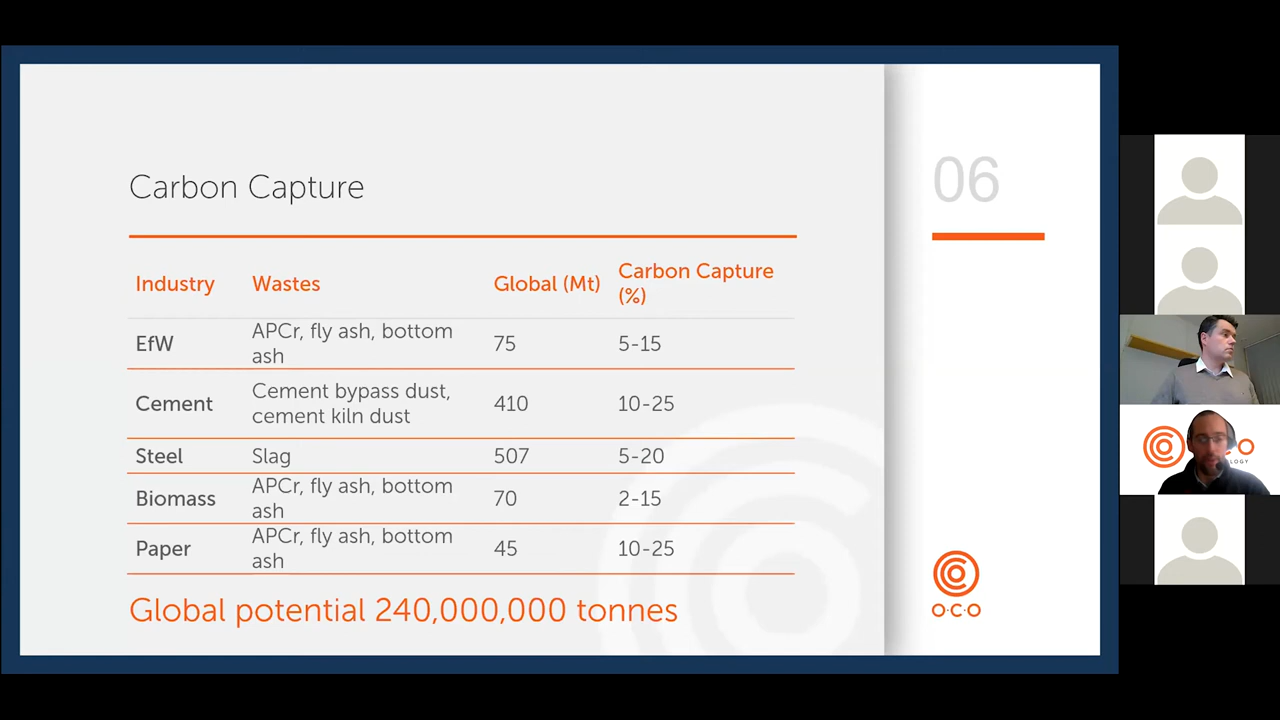 Carbon Capture
06
Industry
Wastes
Global (Mt)
Carbon Capture
(%)
EfW
APCr, fly ash, bottom
ash
75
5-15
Cement
Cement bypass dust,
cement kiln dust
410
10-25
Steel
Slag
507
5-20
Biomass
APCr, fly ash, bottom
ash
70
2-15
Paper
APCr, fly ash, bottom
ash
45
10-25
Global potential 240,000,000 tonnes
O·C·O